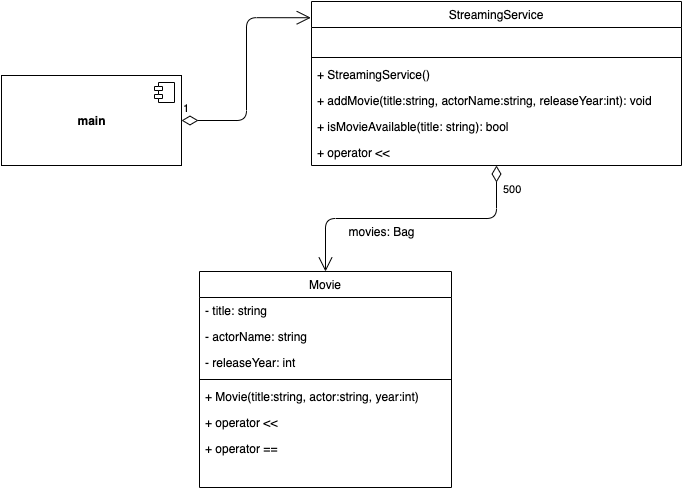 StreamingService
+ StreamingService()
+ addMovie(title:string, actorName:string, releaseYear:int): void
+ isMovieAvailable(title: string): bool
+ operator <<
main
1
500
movies: Bag
Movie
- title: string
- actorName: string
- releaseYear: int
+ Movie(title:string, actor:string, year:int)
+ operator <<
+ operator ==